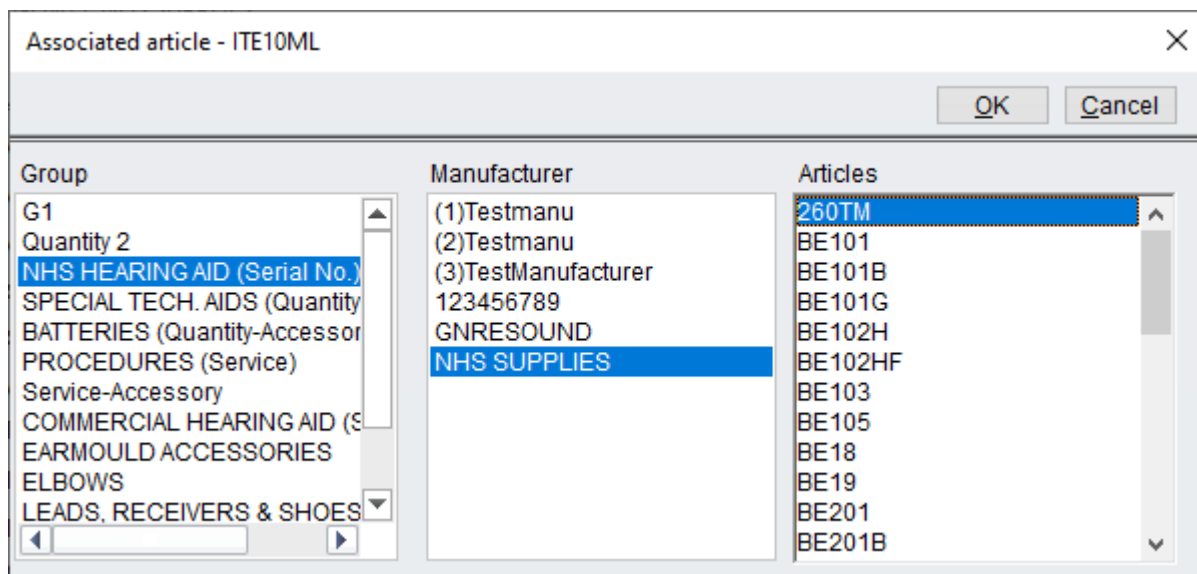 Associated article - ITE10ML
OK
Cancel
Group
G1
Quantity 2
NHS HEARING AID (Serial No.)
SPECIAL TECH. AIDS (Quantity
BATTERIES (Quantity-Accessor
PROCEDURES (Service)
Service-Accessory
COMMERCIAL HEARING AID (S
EARMOULD ACCESSORIES
ELBOWS
LEADS, RECEIVERS & SHOES
Manufacturer
(1)Testmanu
(2)Testmanu
(3)TestManufacturer
123456789
GNRESOUND
NHS SUPPLIES
Articles
260TM
BE101
BE101B
BE101G
BE102H
BE102HF
BE103
BE105
BE18
BE19
BE201
BE201B